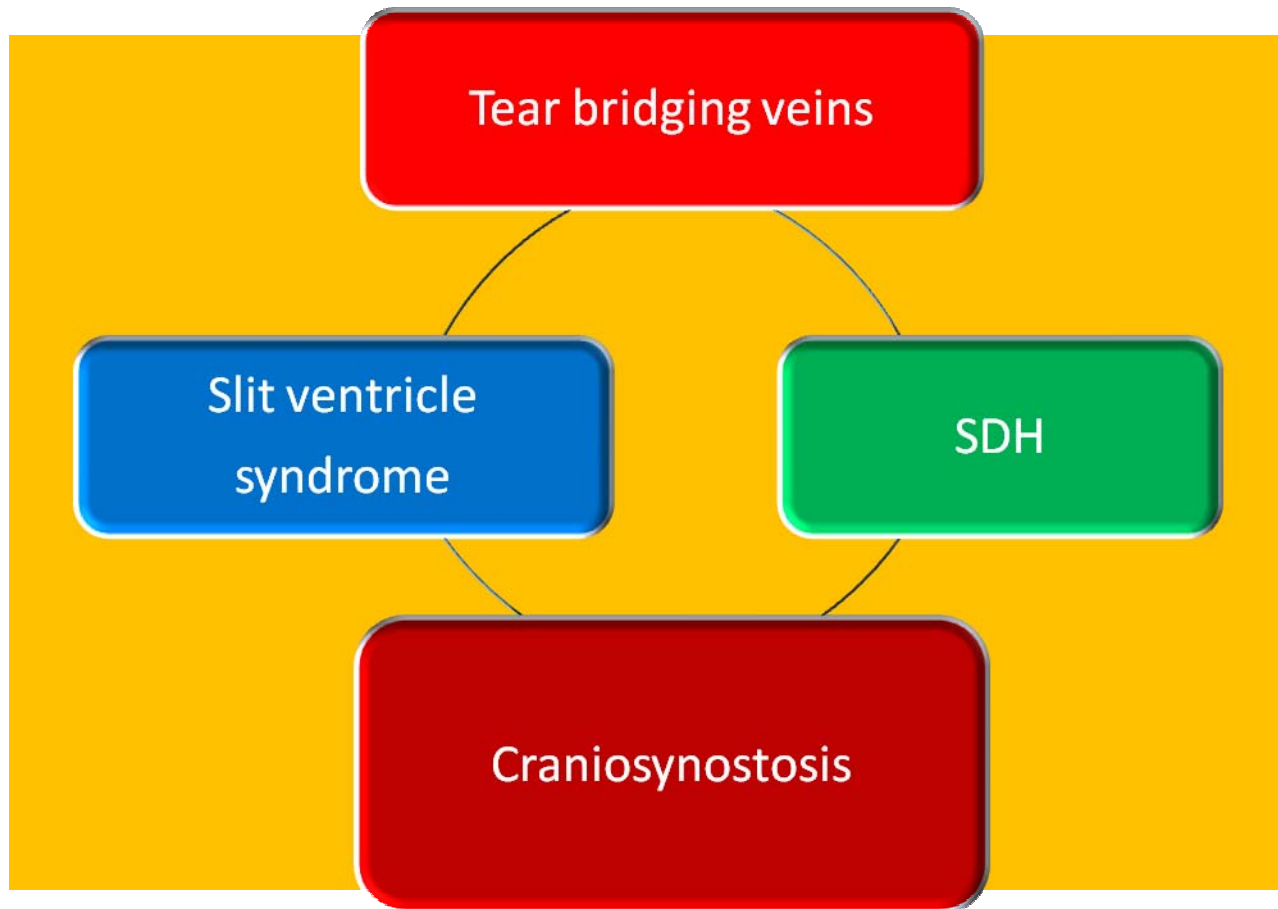 Tear bridging veins
Slit ventricle
syndrome
SDH
Craniosynostosis